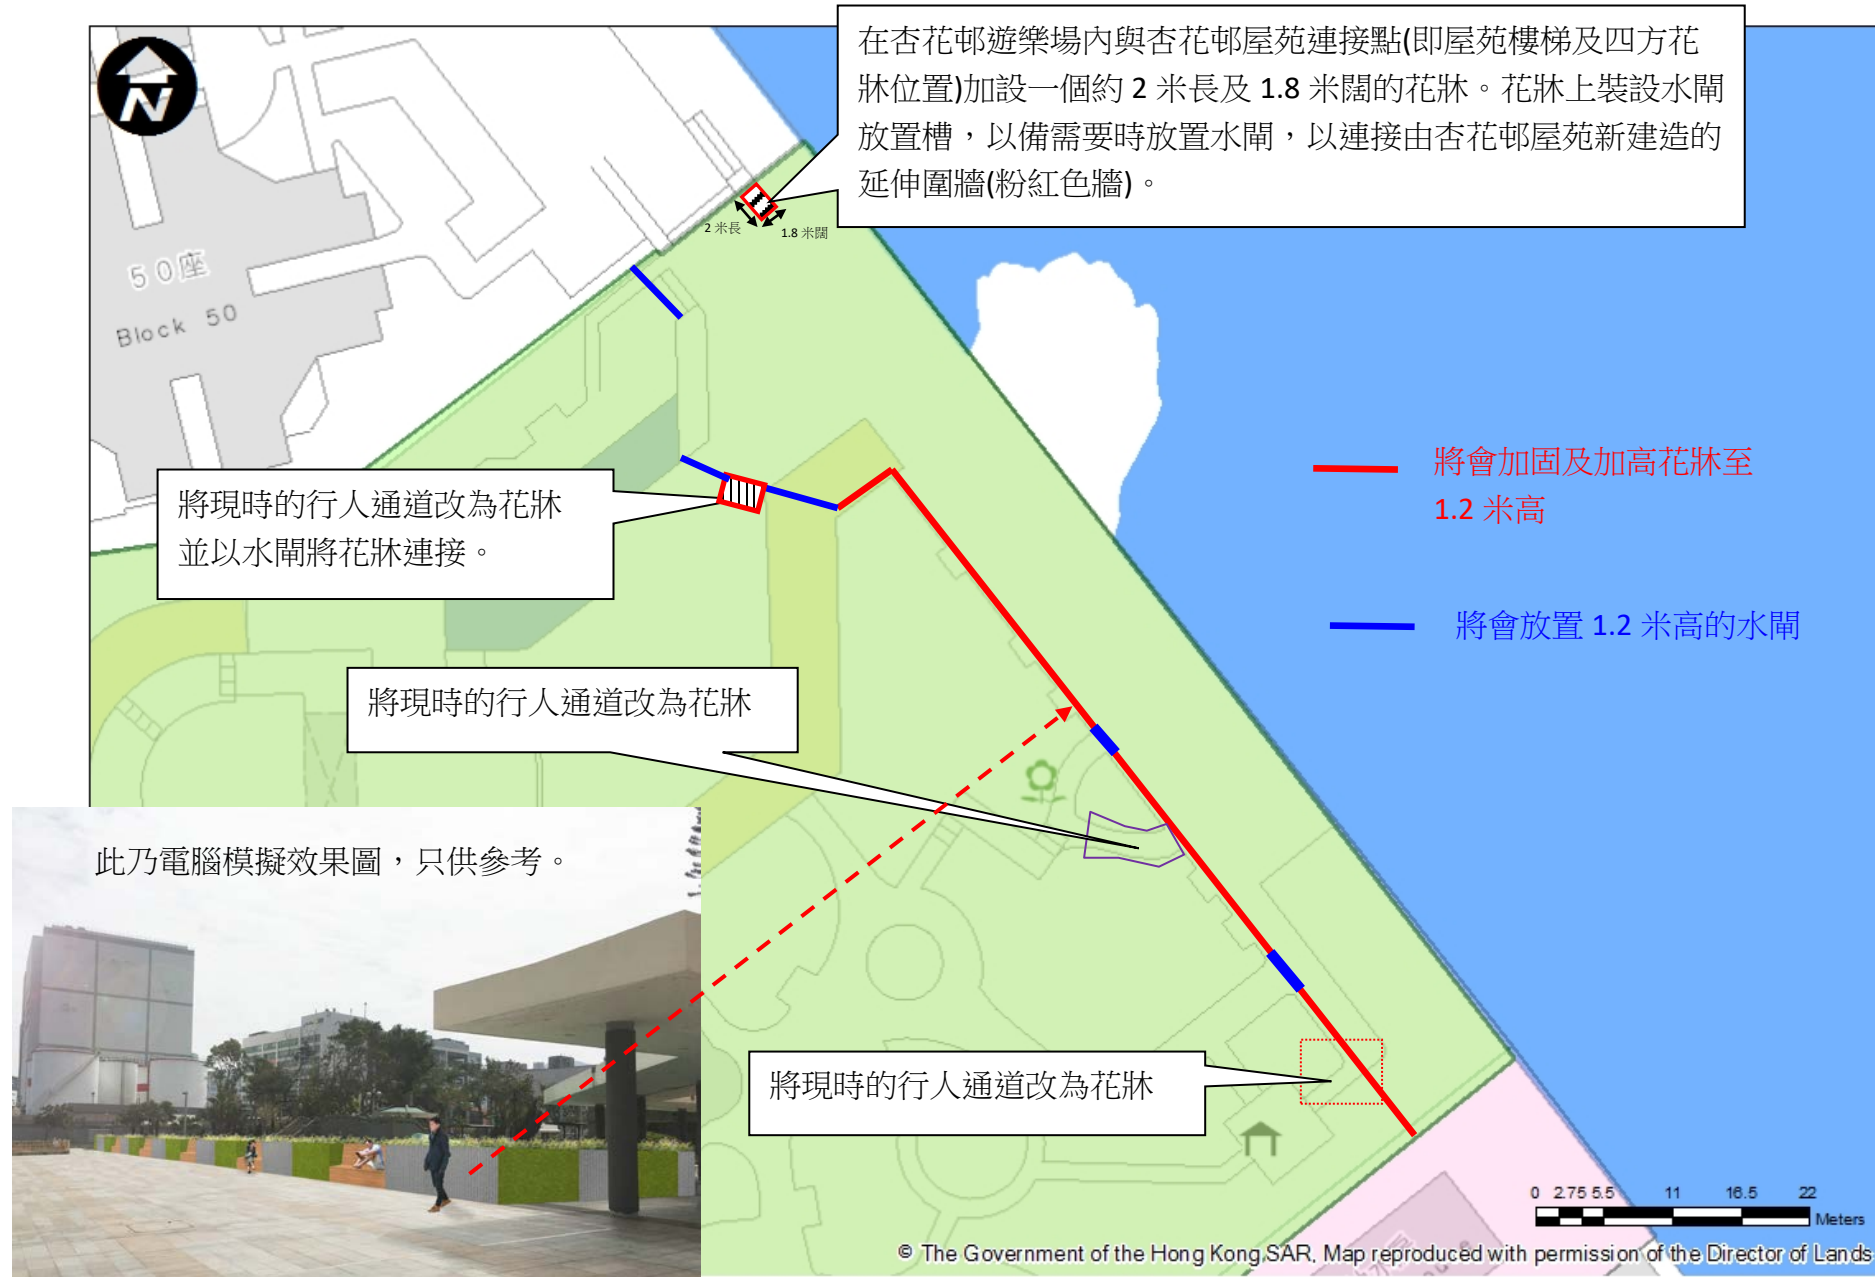 N
在杏花邨遊樂場內與杏花邨屋苑連接點(即屋苑樓梯及四方花
牀位置)加設一個約 2 米長及 1.8 米闊的花牀。花牀上裝設水閘
放置槽，以備需要時放置水閘，以連接由杏花邨屋苑新建造的
延伸圍牆(粉紅色牆)。
2 米長
1.8 米闊
50座
Block 50
將會加固及加高花牀至
1.2 米高
將現時的行人通道改為花牀
並以水閘將花牀連接。
將會放置 1.2 米高的水閘
將現時的行人通道改為花牀
此乃電腦模擬效果圖，只供參考。
將現時的行人通道改為花牀
0 2.75 5.5 11 16.5 22
Meters
© The Government of the Hong Kong SAR, Map reproduced with permission of the Director of Lands